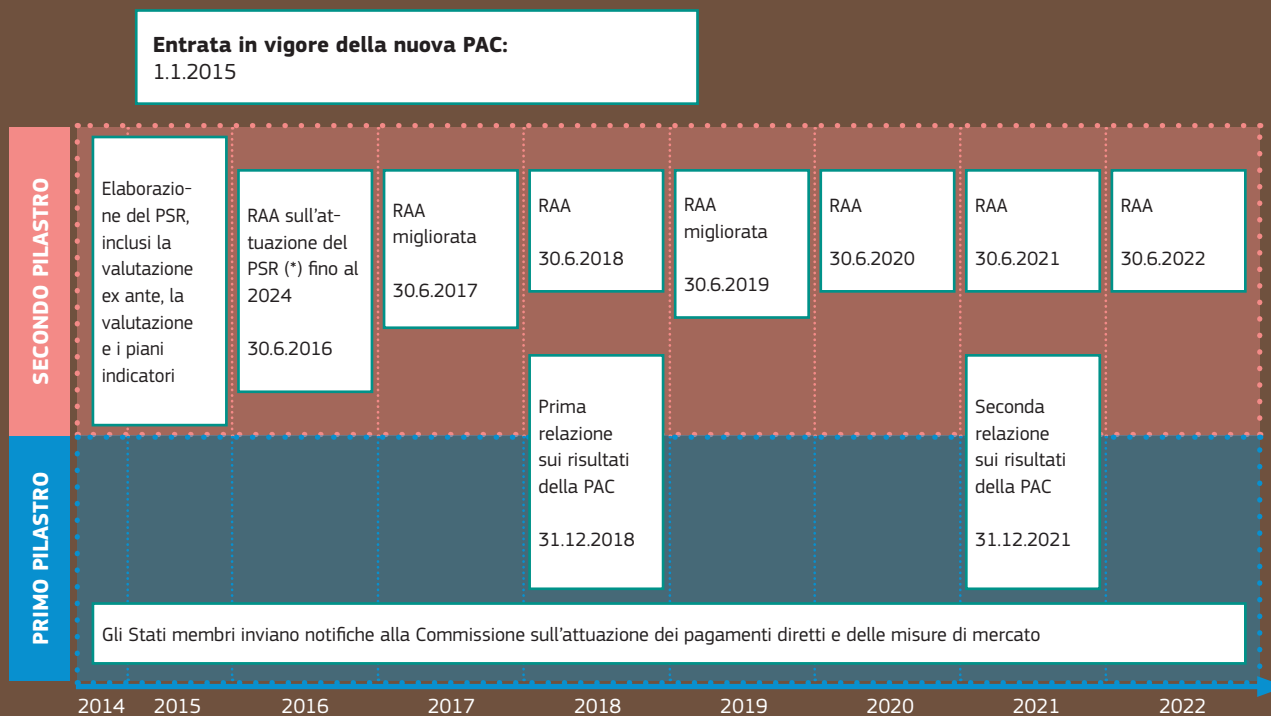 Entrata in vigore della nuova PAC:
1.1.2015
SECONDO PILASTRO
Elaborazio-
ne del PSR,
inclusi la
valutazione
ex ante, la
valutazione
e i piani
indicatori
RAA sull'at-
tuazione del
PSR (*) fino al
2024
30.6.2016
RAA
migliorata
30.6.2017
RAA
30.6.2018
RAA
migliorata
30.6.2019
RAA
30.6.2020
RAA
30.6.2021
RAA
30.6.2022
Prima
relazione
sui risultati
della PAC
31.12.2018
Seconda
relazione
sui risultati
della PAC
31.12.2021
PRIMO PILASTRO
Gli Stati membri inviano notifiche alla Commissione sull'attuazione dei pagamenti diretti e delle misure di mercato
2014 2015 2016 2017 2018 2019 2020 2021 2022